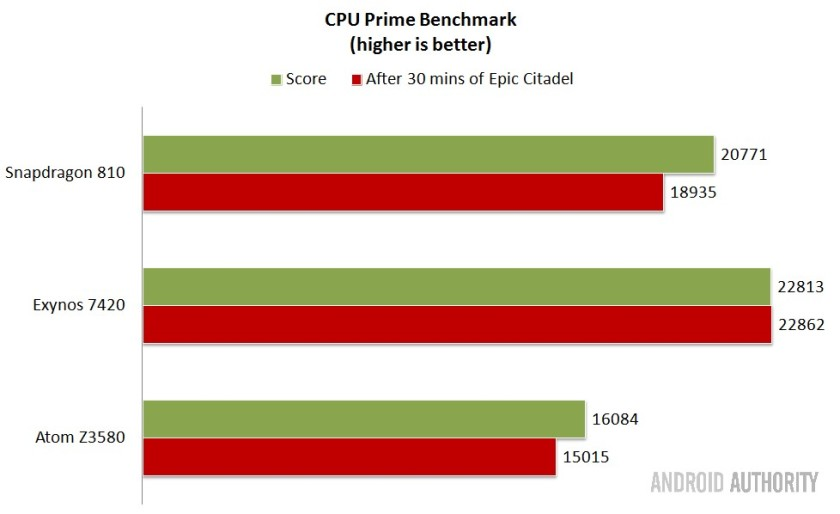 CPU Prime Benchmark
(higher is better)
Score After 30 mins of Epic Citadel
Snapdragon 810
20771
18935
Exynos 7420
22813
22862
Atom Z3580
16084
15015
ANDROID AUTHORITY